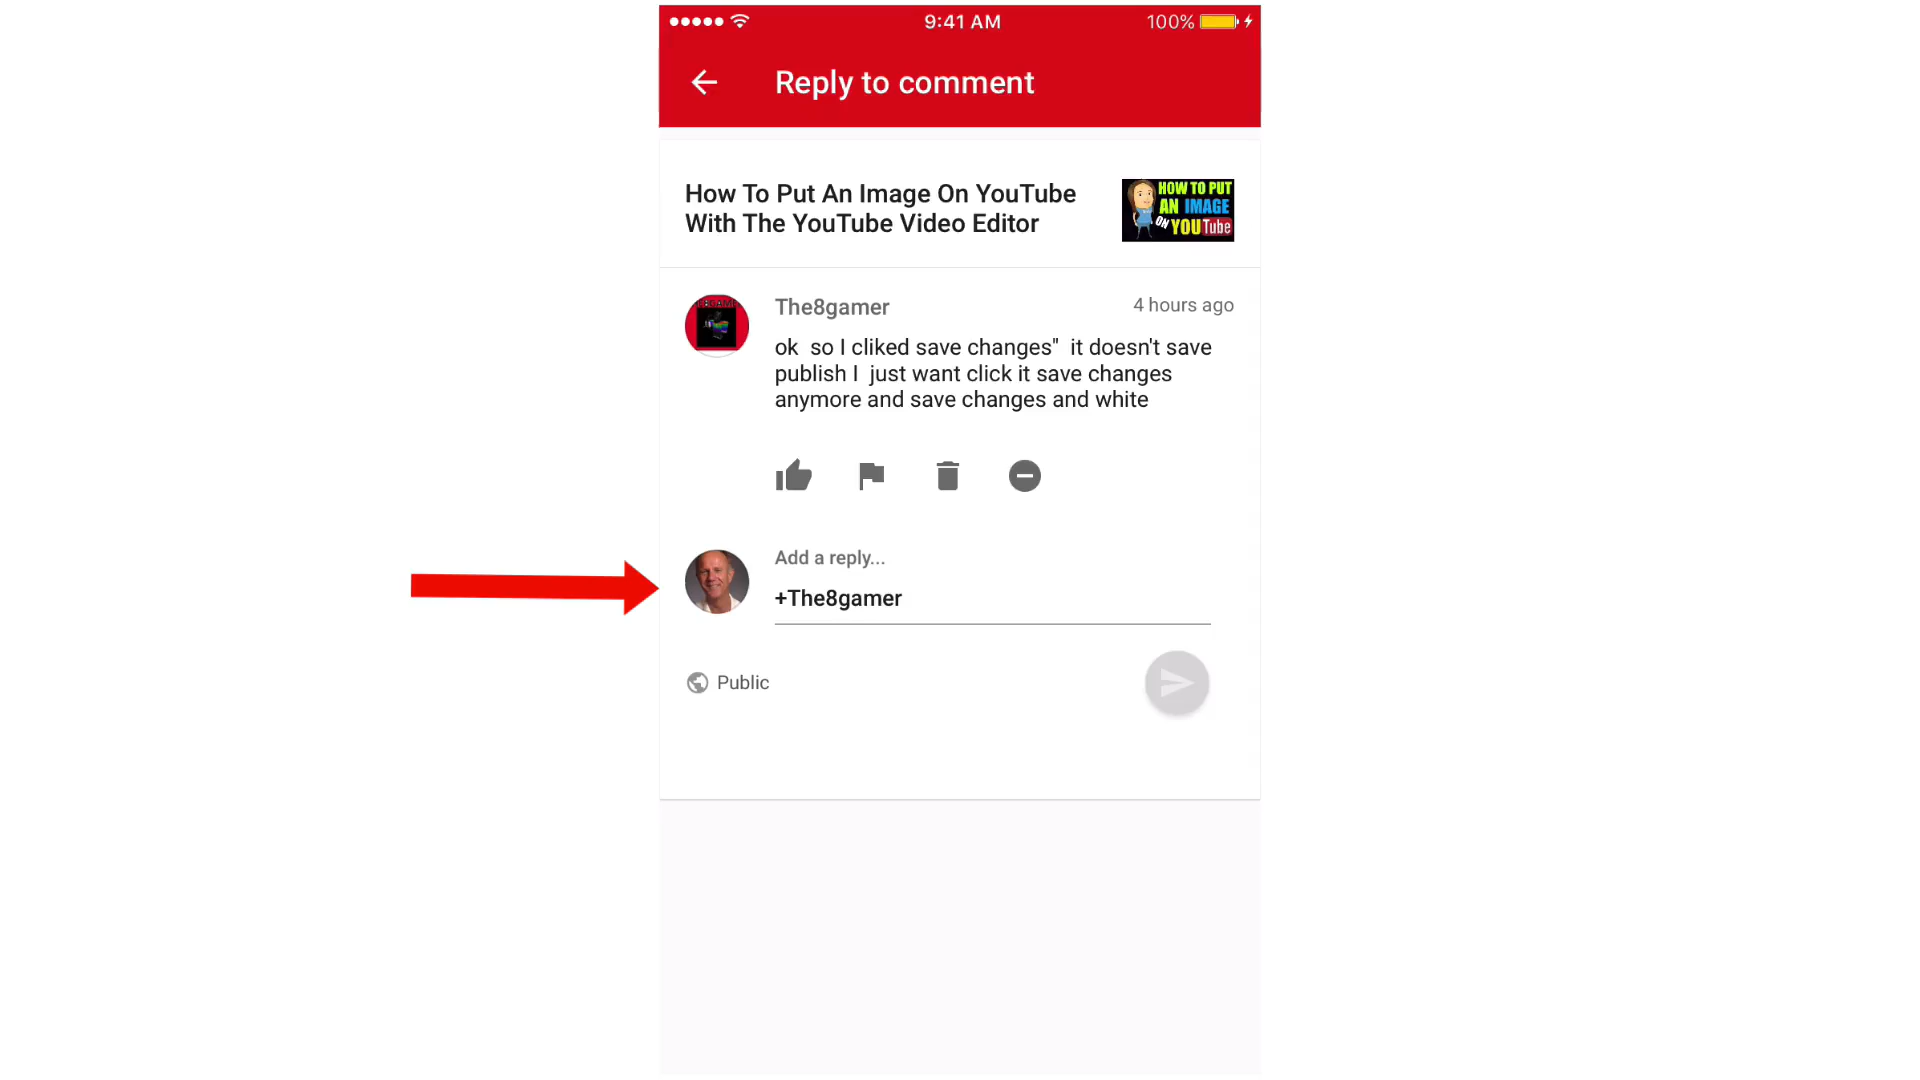 9:41 AM
100%
Reply to comment
How To Put An Image On YouTube
With The YouTube Video Editor
HOW TO PUT
AN IMAGE
ON YOUTube
The8gamer
4 hours ago
ok  so I cliked save changes"  it doesn't save
publish I  just want click it save changes
anymore and save changes and white
Add a reply...
+The8gamer
Public